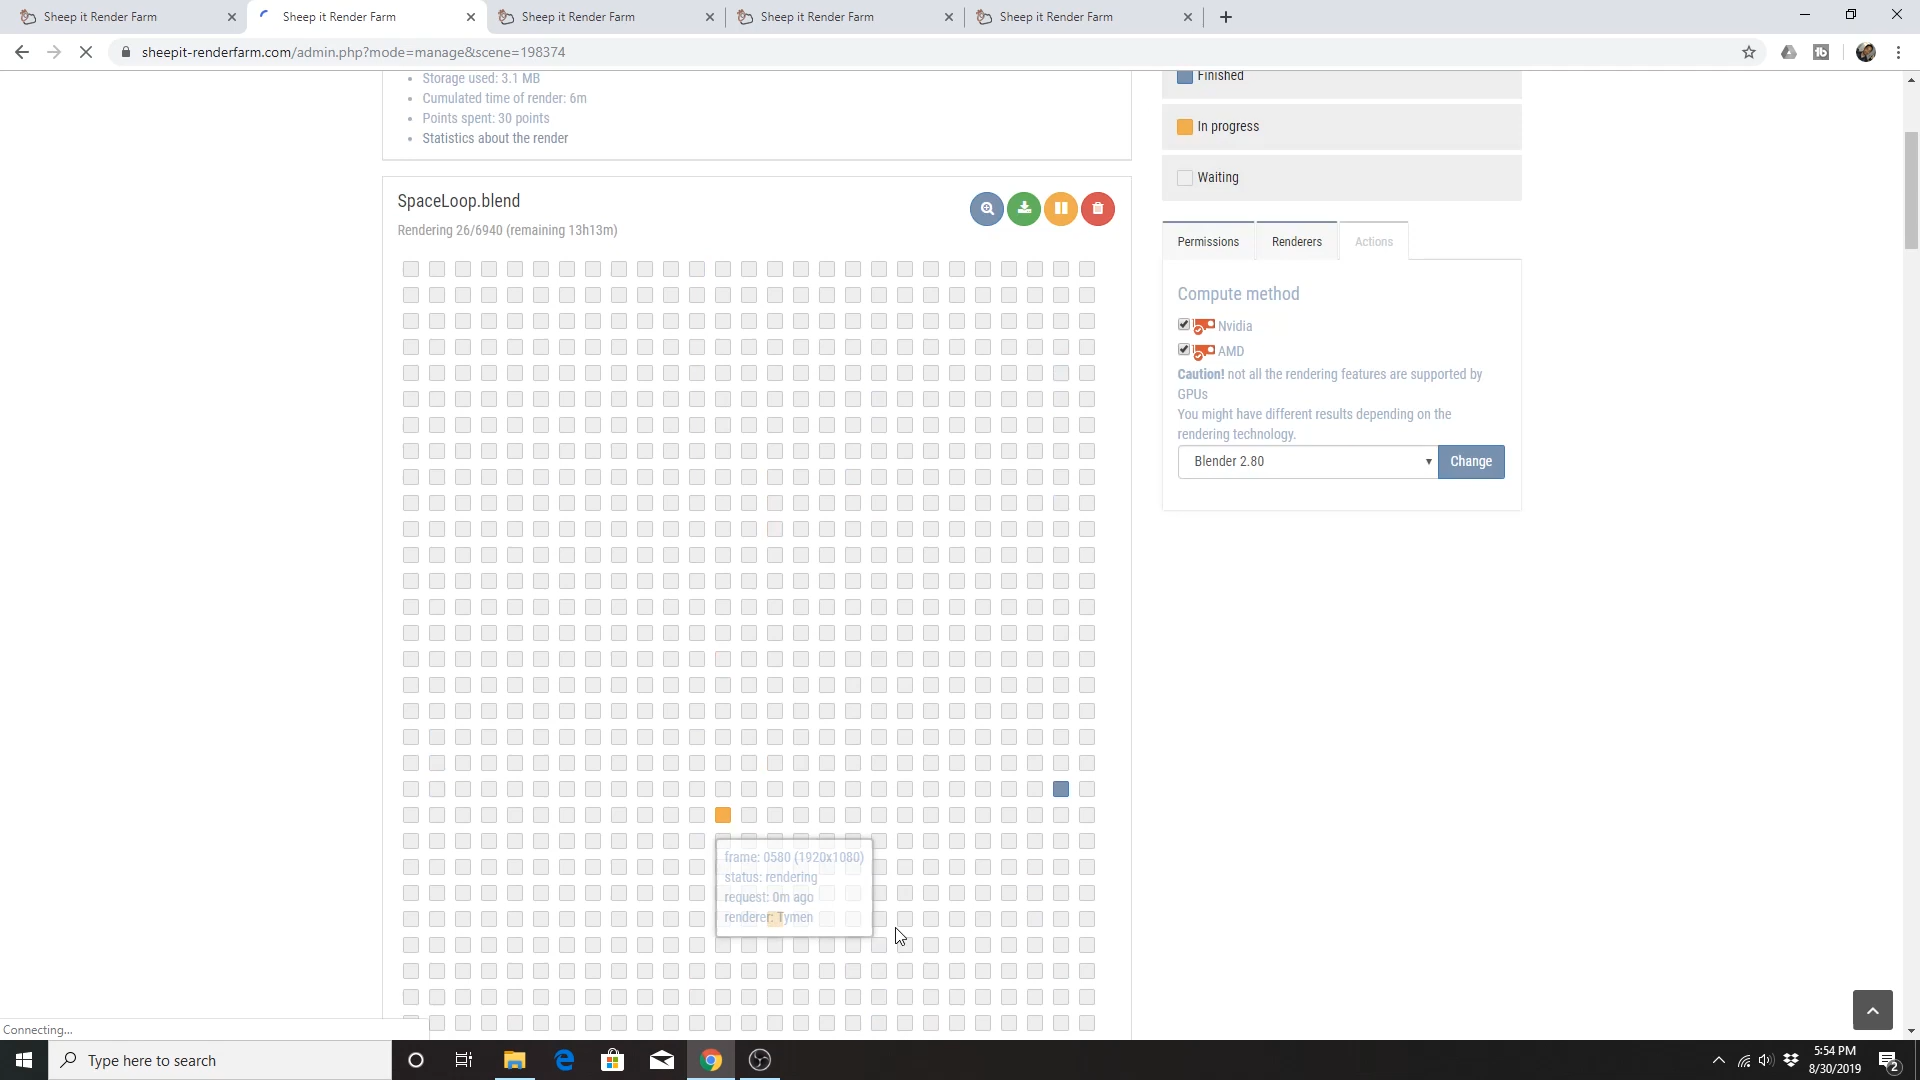 Sheep it Render Farm
Sheep it Render Farm
Sheep it Render Farm
Sheep it Render Farm
Sheep it Render Farm
sheepit-renderfarm.com/admin.php?mode=manage&scene=198374
Storage used: 3.1 MB
Cumulated time of render: 6m
Points spent: 30 points
Statistics about the render
SpaceLoop.blend
Rendering 26/6940 (remaining 13h13m)
frame: 0580 (1920x1080)
status: rendering
request: 0m ago
renderer: Tymen
Finished
In progress
Waiting
Permissions
Renderers
Actions
Compute method
Nvidia
AMD
Caution! not all the rendering features are supported by
GPUs
You might have different results depending on the
rendering technology.
Blender 2.80
Change
Connecting...
Type here to search
5:54 PM
8/30/2019
2